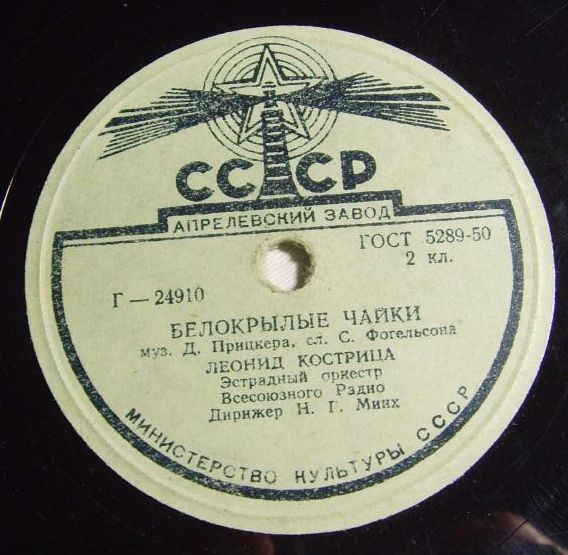 СССР
АПРЕЛЕВСКИЙ ЗАВОД
ГОСТ 5289-50
2 кл.
Г — 24910
БЕЛОКРЫЛЫЕ ЧАЙКИ
муз. Д. Прицкера, сл. С. Фогельсона
ЛЕОНИД КОСТРИЦА
Эстрадный оркестр
Всесоюзного Радио
Дирижер Н. Г. Минх
МИНИСТЕРСТВО КУЛЬТУРЫ СССР